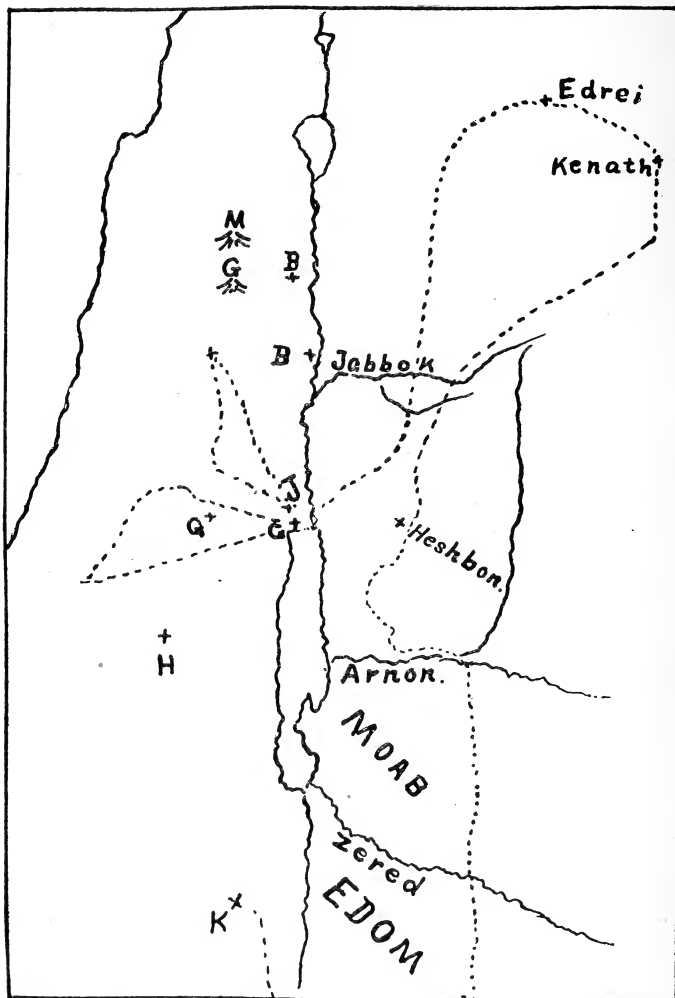 Edrei
Kenath
M
G
B
B
Jabbok
J
G
G
Heshbon.
H
Arnon.
MOAB
Zered
EDOM
K